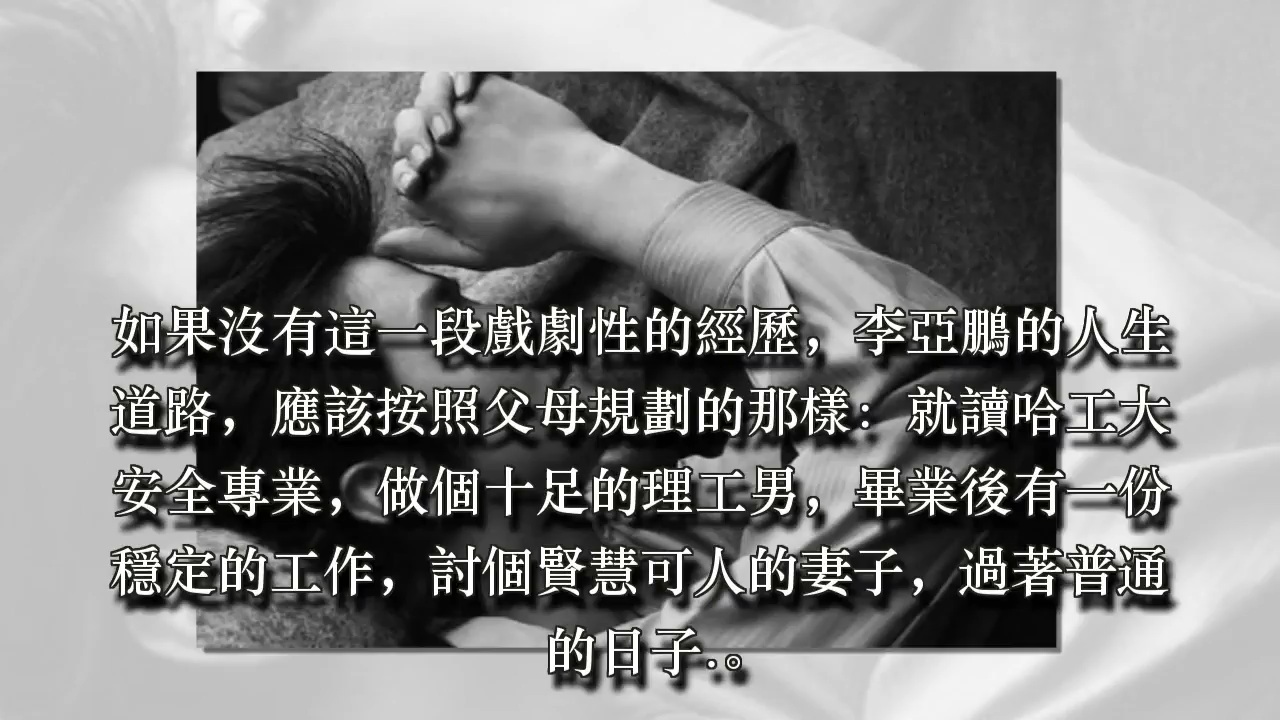 如果沒有這一段戲劇性的經歷，李亞鵬的人生
道路，應該按照父母規劃的那樣：就讀哈工大
安全專業，做個十足的理工男，畢業後有一份
穩定的工作，討個賢慧可人的妻子，過著普通
的日子.。